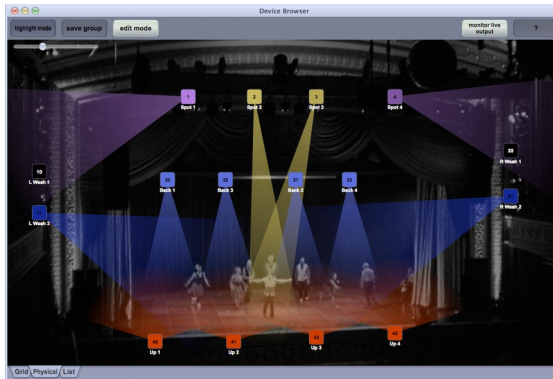 Device Browser
highlight mode
save group
edit mode
monitor live
output
?
1
Spot 1
2
Spot 2
3
Spot 3
Spot 4
10
L Wash 1
20
R Wash 1
30
Back 1
32
Back 3
31
Back 2
33
Back 4
L Wash 2
21
R Wash 2
40
Up 1
41
Up 2
42
Up 3
43
Up 4
Grid
Physical
List